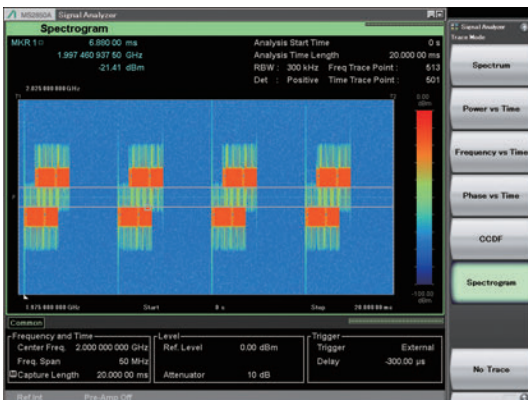 MS2850A Signal Analyzer
Spectrogram
MKR 1 6.880 00 ms
1.997 460 937 50 GHz
-21.41 dBm
Analysis Start Time 0 s
Analysis Time Length 20.000 00 ms
RBW : 300 kHz Freq Trace Point : 513
Det : Positive Time Trace Point : 501
2.025 000 000 GHz
T1
T2
0.00
dBm
F
-100.00
dBm
1.975 000 000 GHz Start 0 s Stop 20.000 00 ms
Common
Frequency and Time
Center Freq. 2.000 000 000 GHz
Freq. Span 50 MHz
Capture Length 20.000 00 ms
Level
Ref. Level 0.00 dBm
Attenuator 10 dB
Trigger
Trigger External
Delay -300.00 µs
Ref.Int Pre-Amp Off
Signal Analyzer
Trace Mode
Spectrum
Power vs Time
Frequency vs Time
Phase vs Time
CCDF
Spectrogram
No Trace